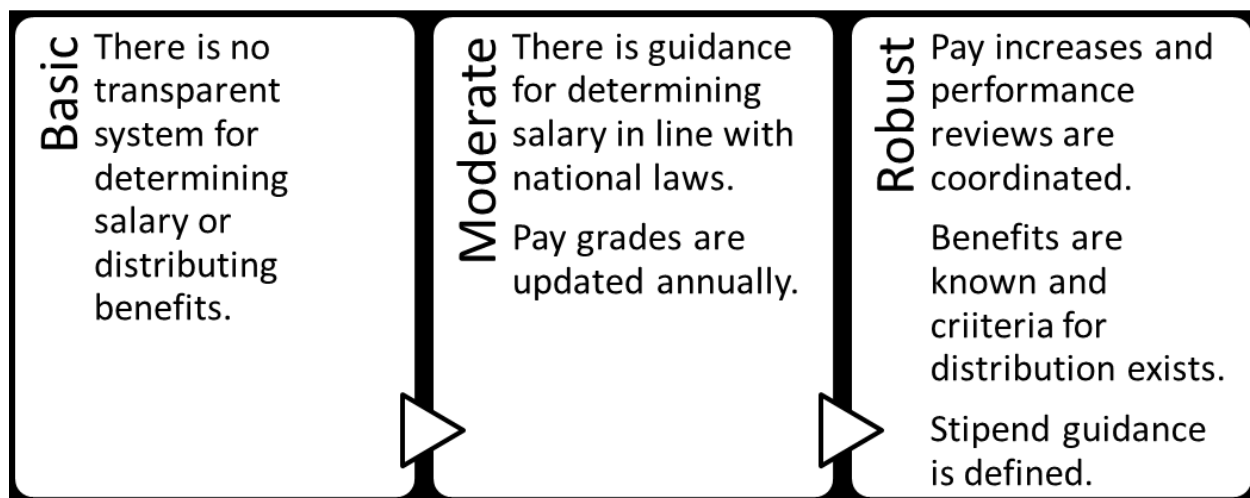 Basic
There is no
transparent
system for
determining
salary or
distributing
benefits.
Moderate
There is guidance
for determining
salary in line with
national laws.
Pay grades are
updated annually.
Robust
Pay increases and
performance
reviews are
coordinated.
Benefits are
known and
criiteria for
distribution exists.
Stipend guidance
is defined.